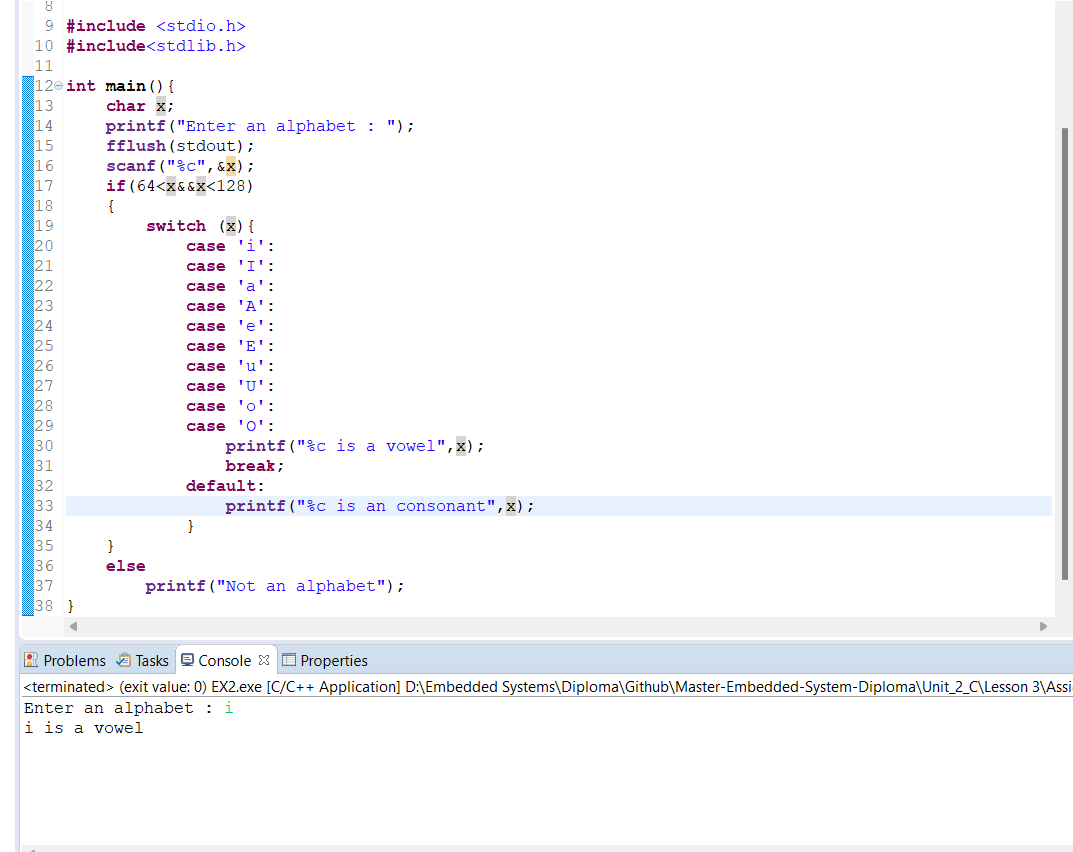 8
9 #include <stdio.h>
10 #include<stdlib.h>
11
12 int main(){
13 char x;
14 printf("Enter an alphabet : ");
15 fflush(stdout);
16 scanf("%c",&x);
17 if(64<x&&x<128)
18 {
19 switch (x){
20 case 'i':
21 case 'I':
22 case 'a':
23 case 'A':
24 case 'e':
25 case 'E':
26 case 'u':
27 case 'U':
28 case 'o':
29 case 'O':
30 printf("%c is a vowel",x);
31 break;
32 default:
33 printf("%c is an consonant",x);
34 }
35 }
36 else
37 printf("Not an alphabet");
38 }
Problems Tasks Console Properties
<terminated> (exit value: 0) EX2.exe [C/C++ Application] D:\Embedded Systems\Diploma\Github\Master-Embedded-System-Diploma\Unit_2_C\Lesson 3\Assi
Enter an alphabet : i
i is a vowel